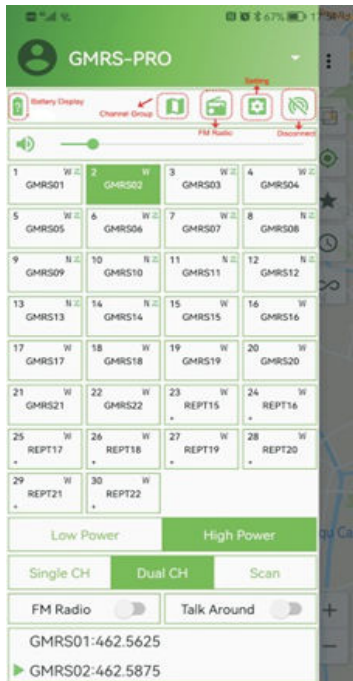 67%
GMRS-PRO
Setting
Battery Display
Channel Group
FM Radio
Disconnect
1 W 2 W 3 W 4 W
GMRS01 GMRS02 GMRS03 GMRS04
5 W 6 W 7 W 8 N
GMRS05 GMRS06 GMRS07 GMRS08
9 N 10 N 11 N 12 N
GMRS09 GMRS10 GMRS11 GMRS12
13 N 14 N 15 W 16 W
GMRS13 GMRS14 GMRS15 GMRS16
17 W 18 W 19 W 20 W
GMRS17 GMRS18 GMRS19 GMRS20
21 W 22 W 23 W 24 W
GMRS21 GMRS22 REPT15 REPT16
+ +
25 W 26 W 27 W 28 W
REPT17 REPT18 REPT19 REPT20
+ + + +
29 W 30 W
REPT21 REPT22
+ +
Low Power High Power
Single CH Dual CH Scan
FM Radio Talk Around
GMRS01:462.5625
GMRS02:462.5875